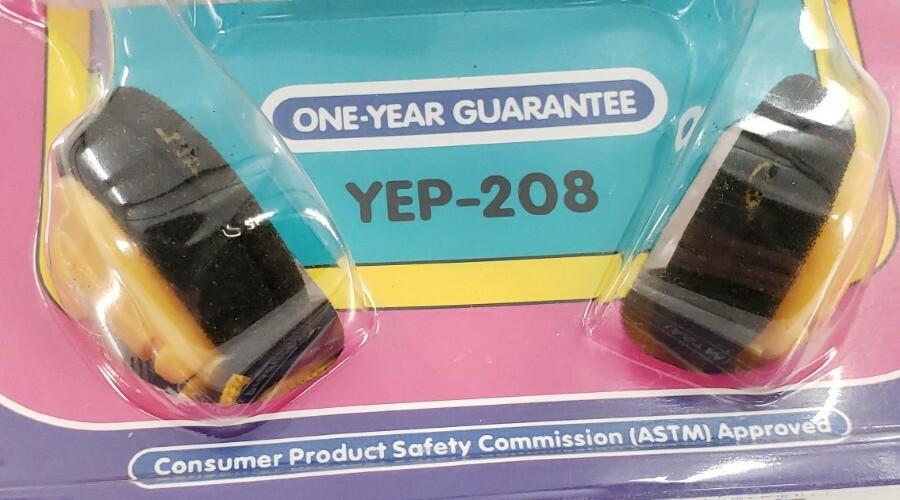 ONE-YEAR GUARANTEE
YEP-208
Consumer Product Safety Commission (ASTM) Approved